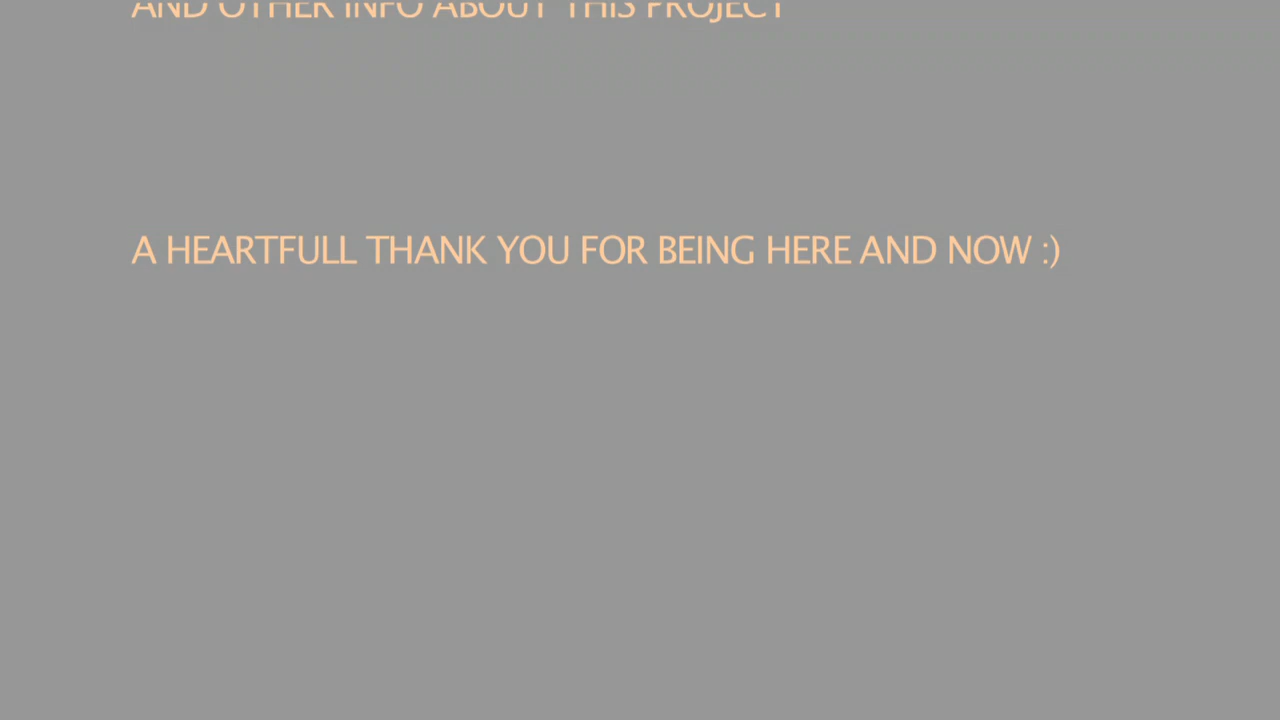 AND OTHER INFO ABOUT THIS PROJECT
A HEARTFULL THANK YOU FOR BEING HERE AND NOW :)